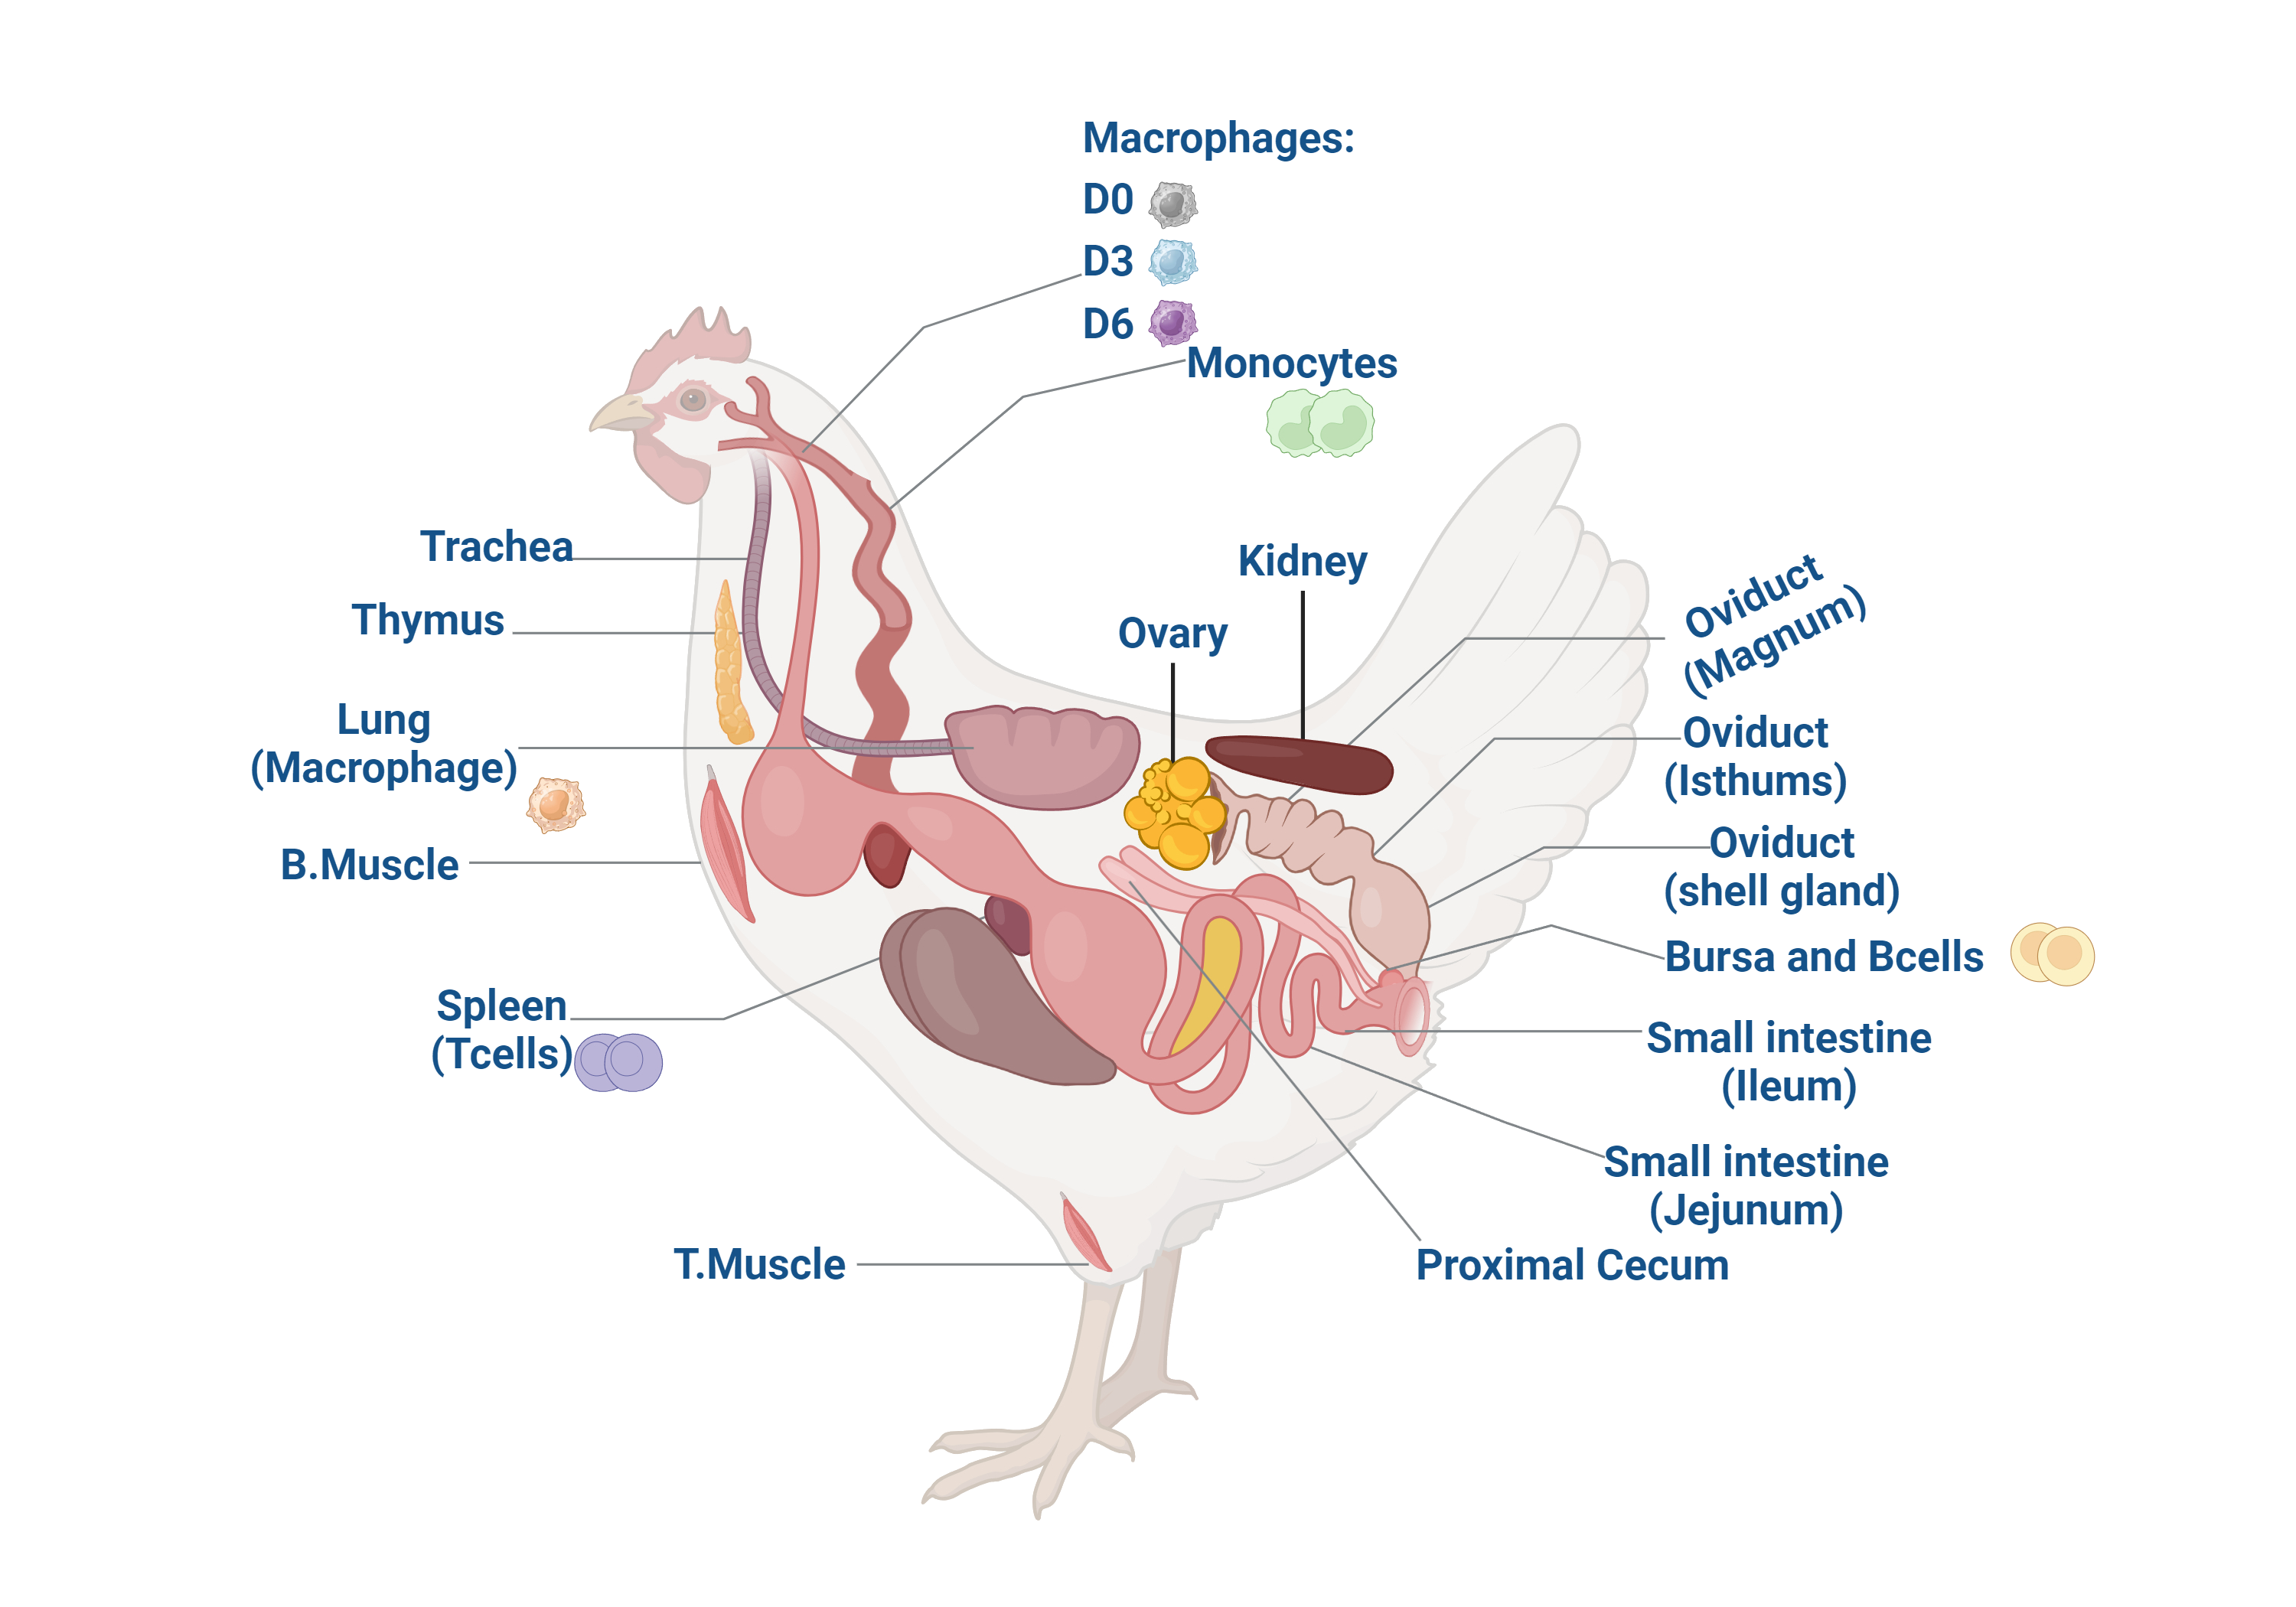 Macrophages:
D0
D3
D6
Monocytes
Trachea
Thymus
Lung
(Macrophage)
B.Muscle
Spleen
(Tcells)
T.Muscle
Ovary
Kidney
Oviduct
(Magnum)
Oviduct
(Isthums)
Oviduct
(shell gland)
Bursa and Bcells
Small intestine
(Ileum)
Small intestine
(Jejunum)
Proximal Cecum